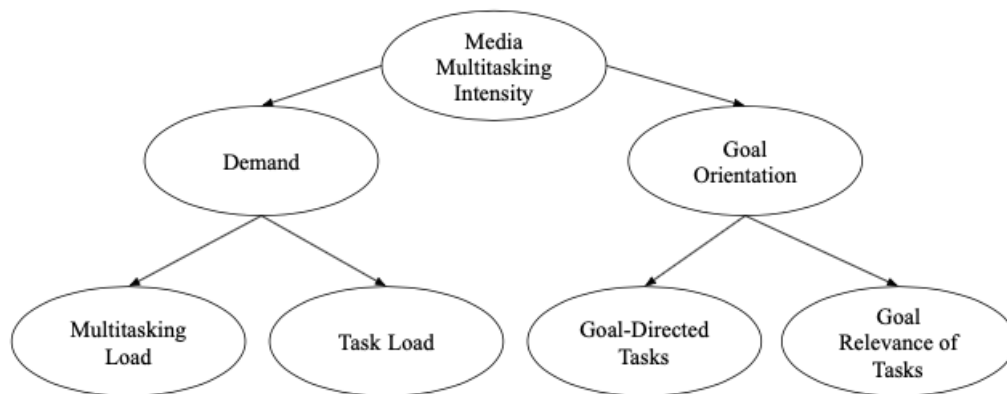 Media
Multitasking
Intensity
Demand
Goal
Orientation
Multitasking
Load
Task Load
Goal-Directed
Tasks
Goal
Relevance of
Tasks